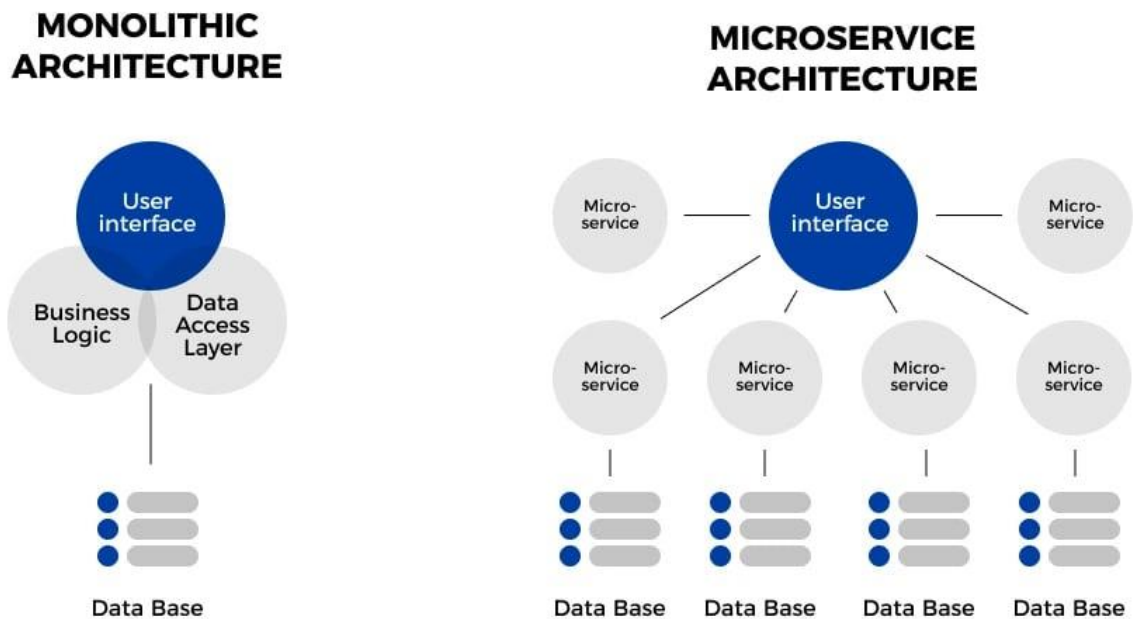 MONOLITHIC
ARCHITECTURE
User
interface
Business
Logic
Data
Access
Layer
Data Base
MICROSERVICE
ARCHITECTURE
Micro-
service
User
interface
Micro-
service
Micro-
service
Micro-
service
Micro-
service
Micro-
service
Data Base
Data Base
Data Base
Data Base